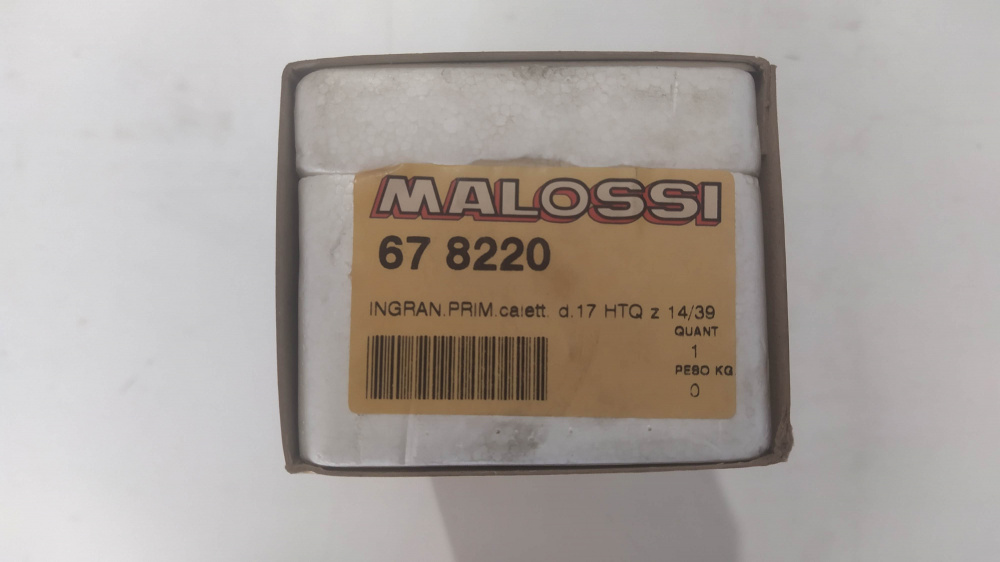 MALOSSI
67 8220
INGRAN.PRIM.calett. d.17 HTQ z 14/39
QUANT
1
PESO KG
0